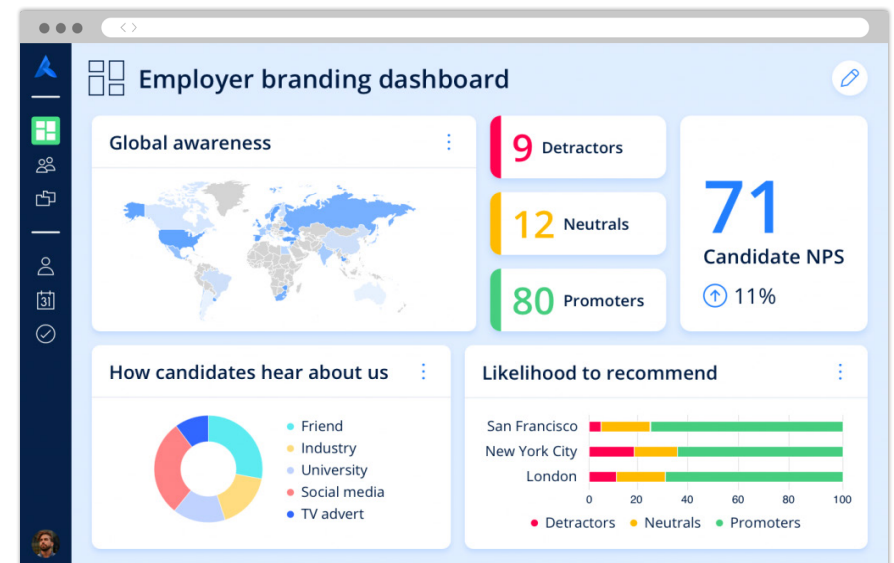 Employer branding dashboard
Global awareness
9 Detractors
12 Neutrals
80 Promoters
71
Candidate NPS
11%
31
How candidates hear about us
Friend
Industry
University
Social media
TV advert
Likelihood to recommend
San Francisco
New York City
London
0 20 40 60 80 100
Detractors Neutrals Promoters